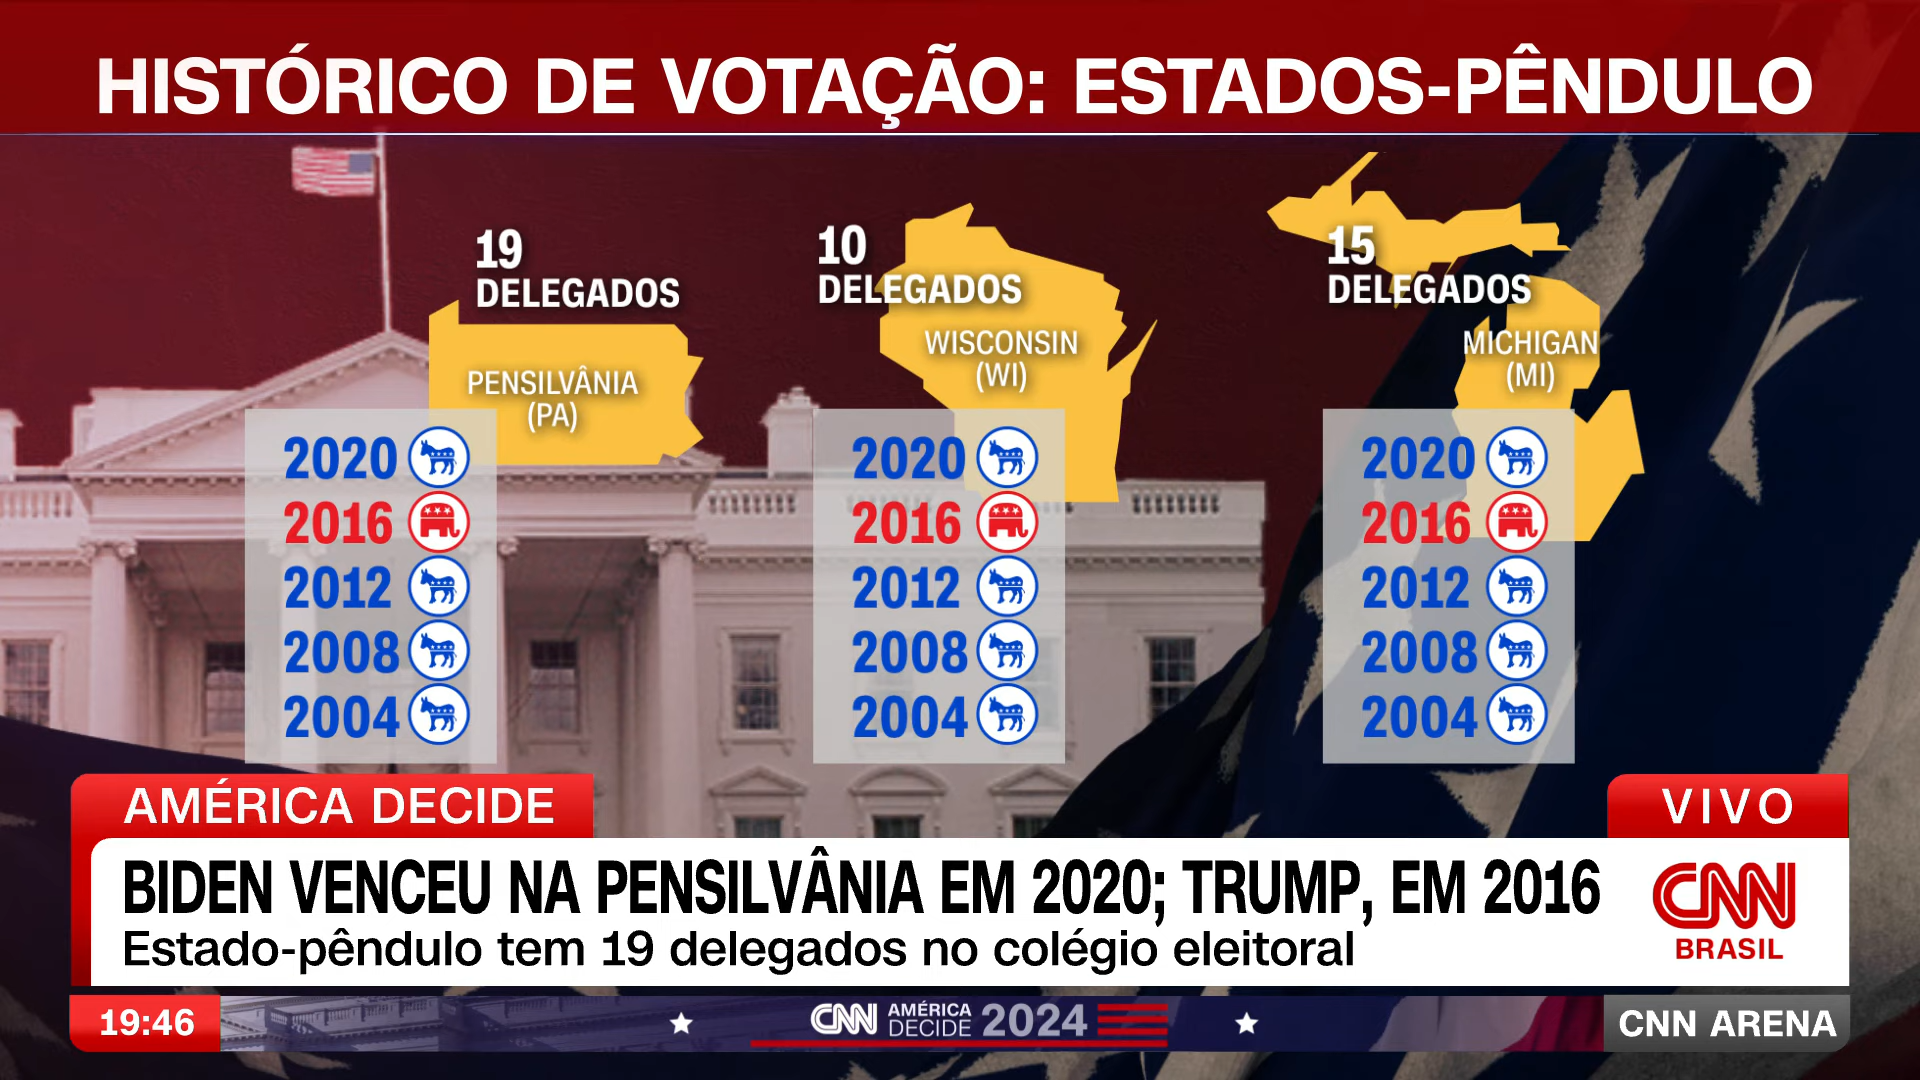 HISTÓRICO DE VOTAÇÃO: ESTADOS-PÊNDULO
19
DELEGADOS
PENSILVÂNIA
(PA)
2020
2016
2012
2008
2004
10
DELEGADOS
WISCONSIN
(WI)
2020
2016
2012
2008
2004
15
DELEGADOS
MICHIGAN
(MI)
2020
2016
2012
2008
2004
AMÉRICA DECIDE
VIVO
BIDEN VENCEU NA PENSILVÂNIA EM 2020; TRUMP, EM 2016
Estado-pêndulo tem 19 delegados no colégio eleitoral
CNN
BRASIL
19:46
CNN AMÉRICA DECIDE 2024
CNN ARENA